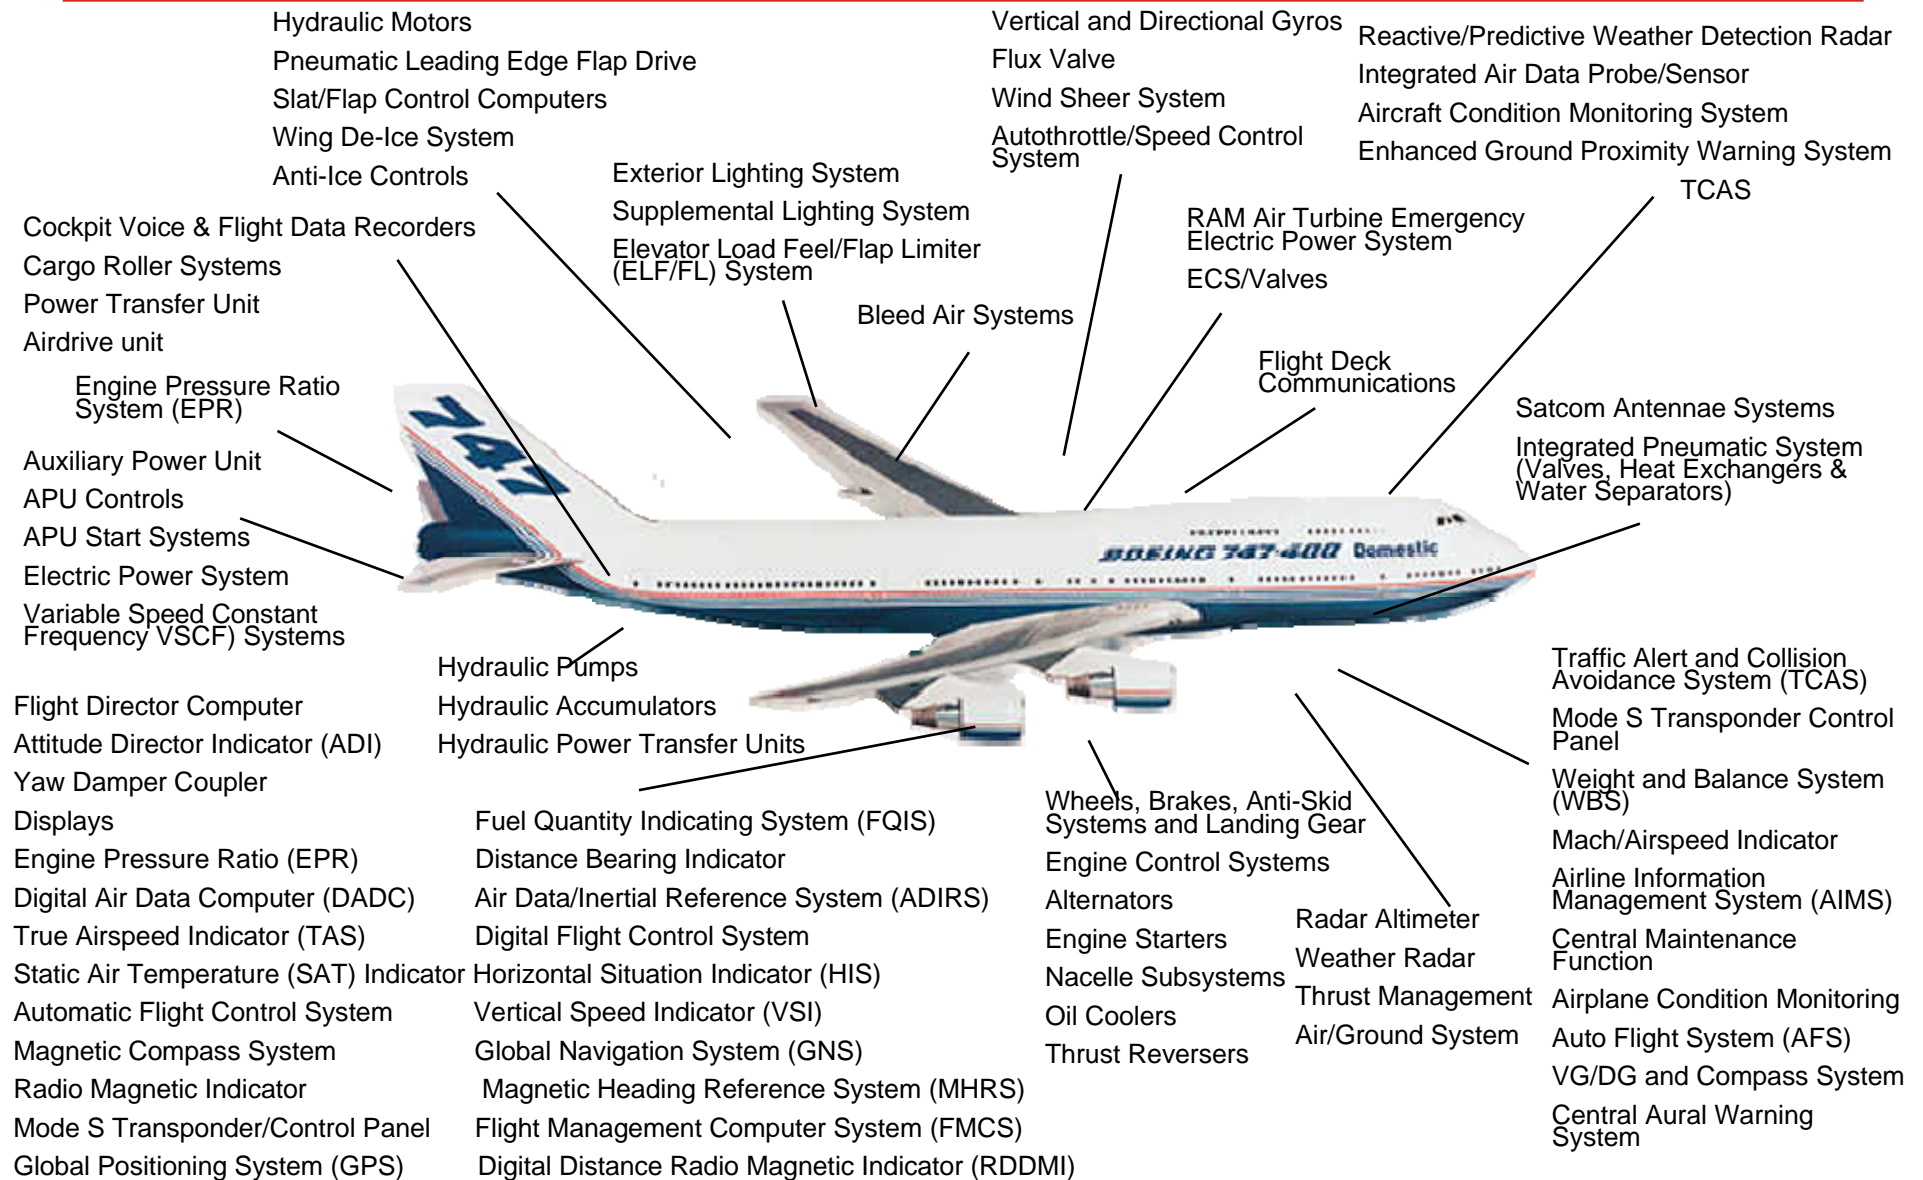 Hydraulic Motors
Pneumatic Leading Edge Flap Drive
Slat/Flap Control Computers
Wing De-Ice System
Anti-Ice Controls
Vertical and Directional Gyros
Flux Valve
Wind Sheer System
Autothrottle/Speed Control
System
Reactive/Predictive Weather Detection Radar
Integrated Air Data Probe/Sensor
Aircraft Condition Monitoring System
Enhanced Ground Proximity Warning System
TCAS
Exterior Lighting System
Supplemental Lighting System
Elevator Load Feel/Flap Limiter
(ELF/FL) System
Cockpit Voice & Flight Data Recorders
Cargo Roller Systems
Power Transfer Unit
Airdrive unit
RAM Air Turbine Emergency
Electric Power System
ECS/Valves
Bleed Air Systems
Flight Deck
Communications
Engine Pressure Ratio
System (EPR)
Satcom Antennae Systems
Integrated Pneumatic System
(Valves, Heat Exchangers &
Water Separators)
Auxiliary Power Unit
APU Controls
APU Start Systems
Electric Power System
Variable Speed Constant
Frequency VSCF) Systems
747
BOEING 747-400 Domestic
Hydraulic Pumps
Hydraulic Accumulators
Hydraulic Power Transfer Units
Flight Director Computer
Attitude Director Indicator (ADI)
Yaw Damper Coupler
Displays
Engine Pressure Ratio (EPR)
Digital Air Data Computer (DADC)
True Airspeed Indicator (TAS)
Static Air Temperature (SAT) Indicator
Automatic Flight Control System
Magnetic Compass System
Radio Magnetic Indicator
Mode S Transponder/Control Panel
Global Positioning System (GPS)
Fuel Quantity Indicating System (FQIS)
Distance Bearing Indicator
Air Data/Inertial Reference System (ADIRS)
Digital Flight Control System
Horizontal Situation Indicator (HIS)
Vertical Speed Indicator (VSI)
Global Navigation System (GNS)
Magnetic Heading Reference System (MHRS)
Flight Management Computer System (FMCS)
Digital Distance Radio Magnetic Indicator (RDDMI)
Wheels, Brakes, Anti-Skid
Systems and Landing Gear
Engine Control Systems
Alternators
Engine Starters
Nacelle Subsystems
Oil Coolers
Thrust Reversers
Radar Altimeter
Weather Radar
Thrust Management
Air/Ground System
Traffic Alert and Collision
Avoidance System (TCAS)
Mode S Transponder Control
Panel
Weight and Balance System
(WBS)
Mach/Airspeed Indicator
Airline Information
Management System (AIMS)
Central Maintenance
Function
Airplane Condition Monitoring
Auto Flight System (AFS)
VG/DG and Compass System
Central Aural Warning
System